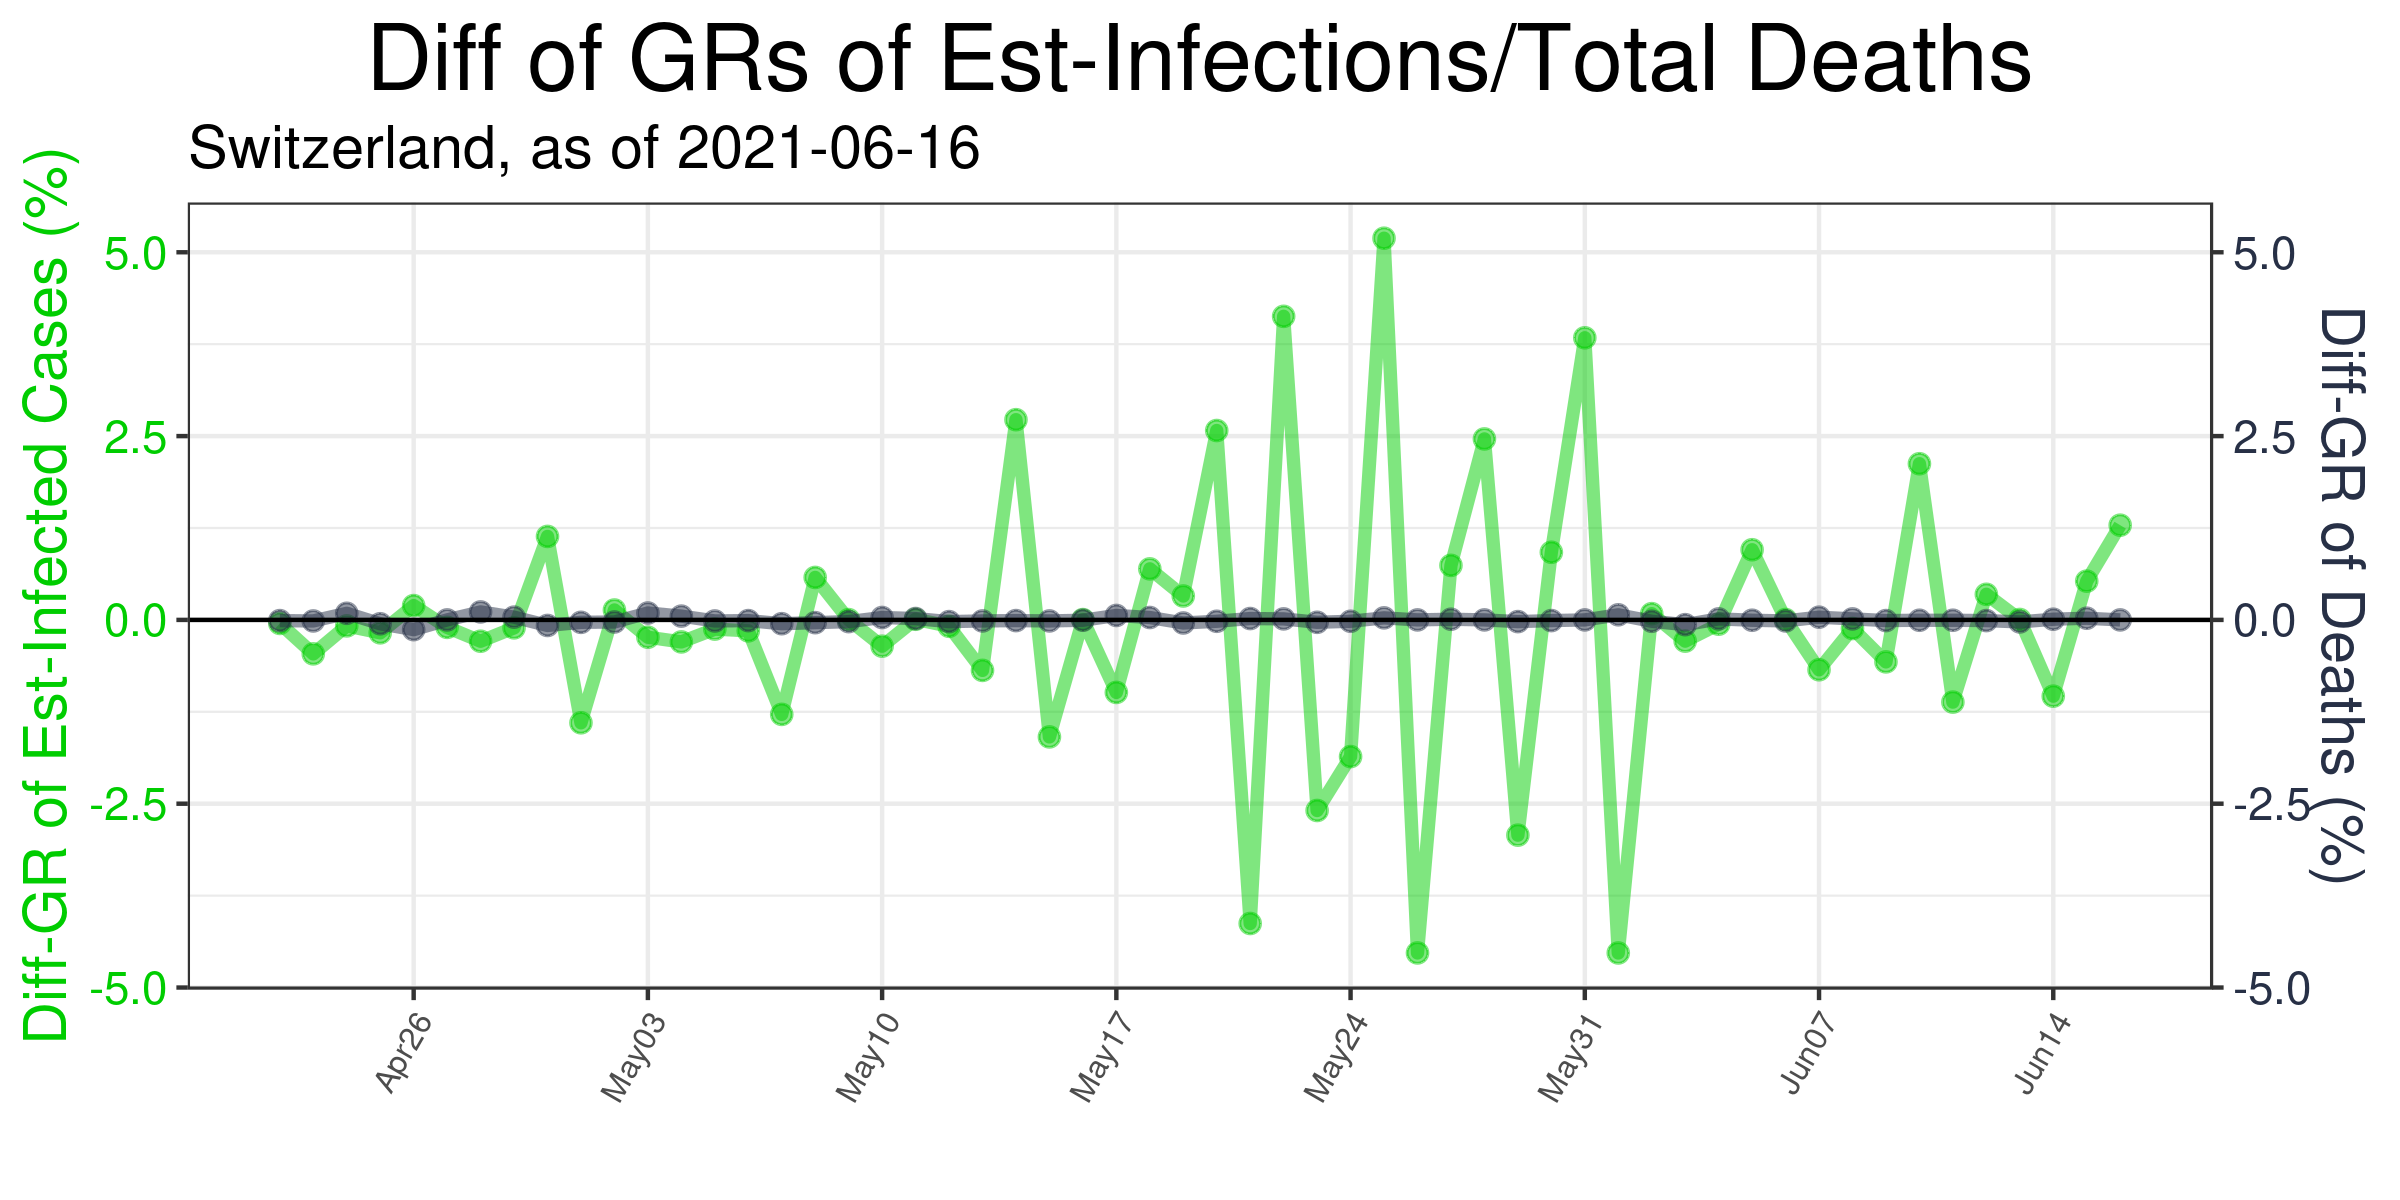 Diff of GRs of Est-Infections/Total Deaths
Switzerland, as of 2021-06-16
Diff-GR of Est-Infected Cases (%)
5.0
2.5
0.0
-2.5
-5.0
5.0
2.5
0.0
-2.5
-5.0
Diff-GR of Deaths (%)
Apr26
May03
May10
May17
May24
May31
Jun07
Jun14